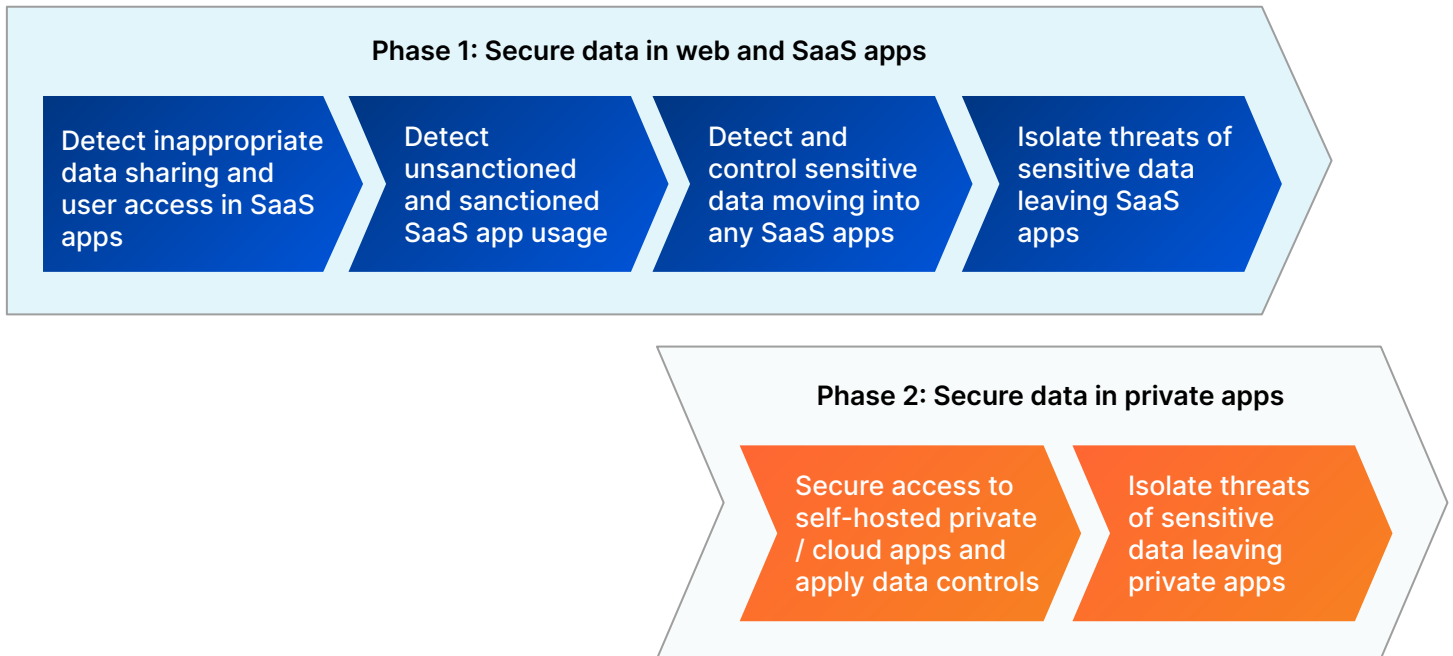 Phase 1: Secure data in web and SaaS apps
Detect inappropriate
data sharing and
user access in SaaS
apps
Detect
unsanctioned
and sanctioned
SaaS app usage
Detect and
control sensitive
data moving into
any SaaS apps
Isolate threats of
sensitive data
leaving SaaS
apps
Phase 2: Secure data in private apps
Secure access to
self-hosted private
/ cloud apps and
apply data controls
Isolate threats
of sensitive
data leaving
private apps